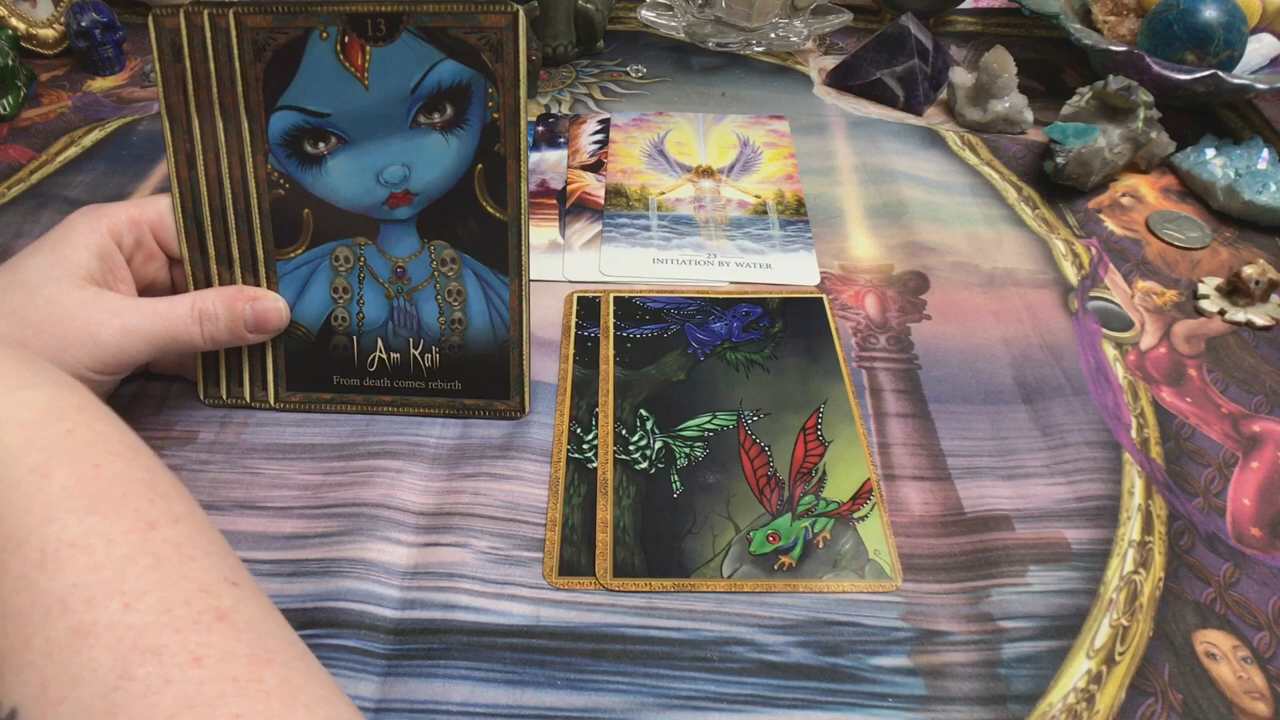 13
I Am Kali
From death comes rebirth
23
INITIATION BY WATER